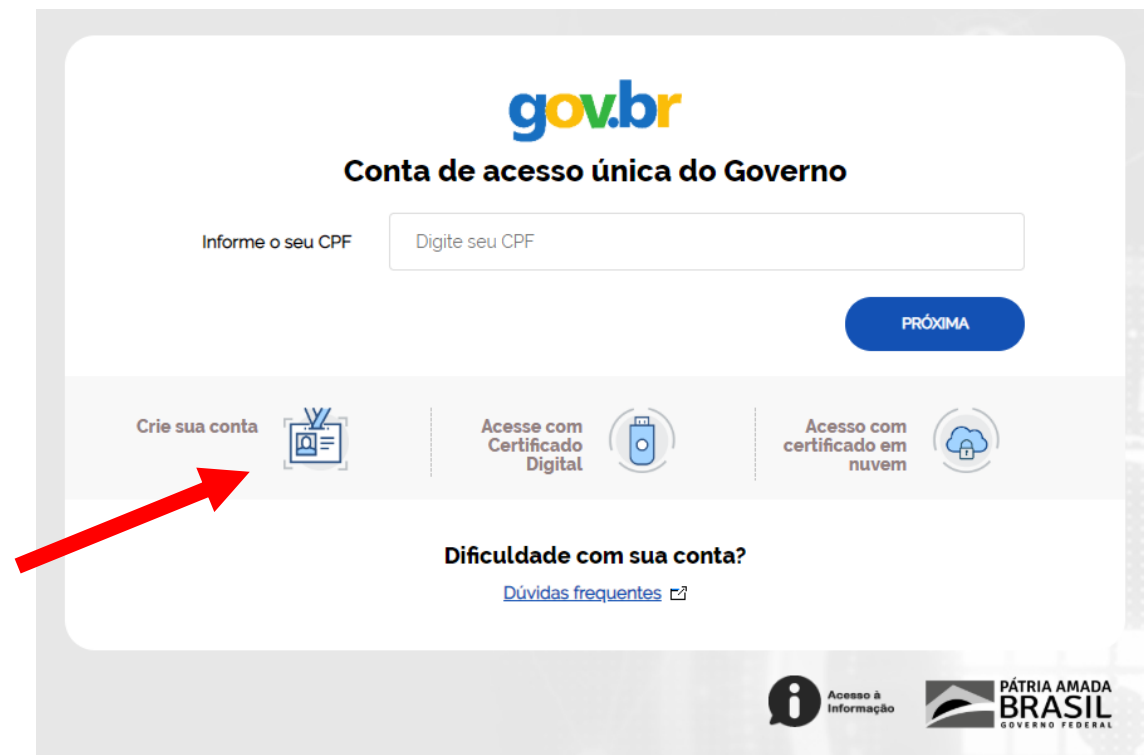 gov.br
Conta de acesso única do Governo
Informe o seu CPF
Digite seu CPF
PRÓXIMA
Crie sua conta
Acesse com
Certificado
Digital
Acesso com
certificado em
nuvem
Dificuldade com sua conta?
Dúvidas frequentes
Acesso à
Informação
PÁTRIA AMADA
BRASIL
GOVERNO FEDERAL